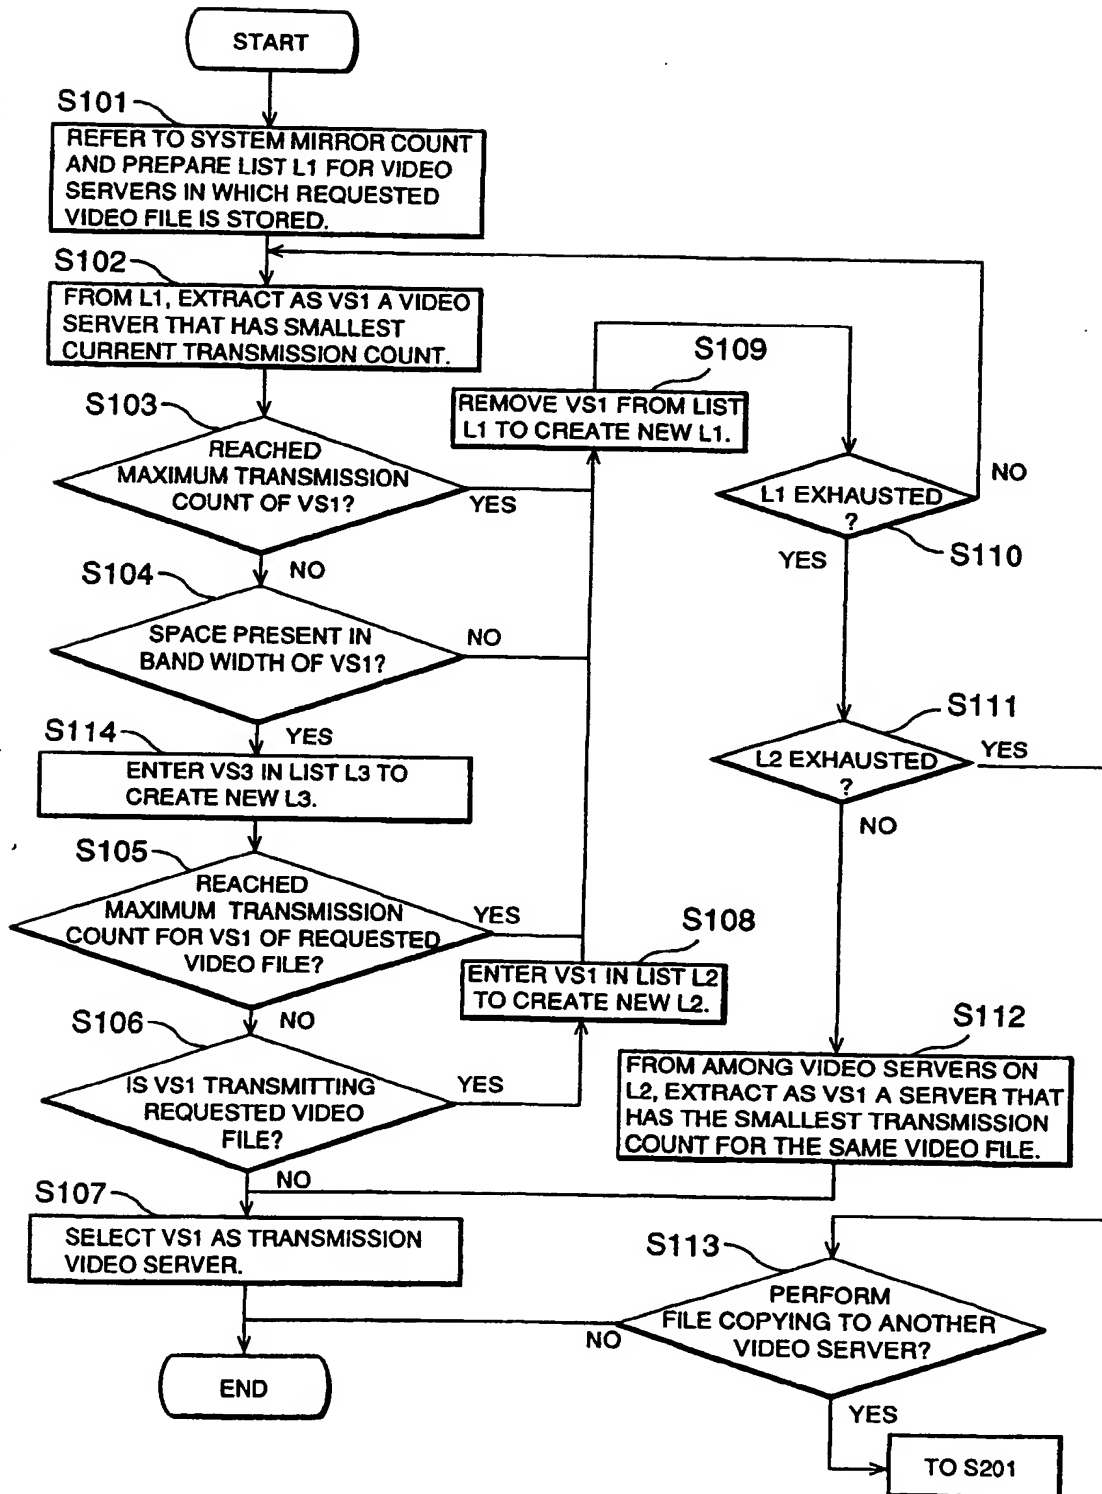 START
S101
REFER TO SYSTEM MIRROR COUNT
AND PREPARE LIST L1 FOR VIDEO
SERVERS IN WHICH REQUESTED
VIDEO FILE IS STORED.
S102
FROM L1, EXTRACT AS VS1 A VIDEO
SERVER THAT HAS SMALLEST
CURRENT TRANSMISSION COUNT.
S103
REACHED
MAXIMUM TRANSMISSION
COUNT OF VS1?
YES
NO
S109
REMOVE VS1 FROM LIST
L1 TO CREATE NEW L1.
L1 EXHAUSTED
?
NO
YES
S110
S104
SPACE PRESENT IN
BAND WIDTH OF VS1?
NO
YES
S114
ENTER VS3 IN LIST L3 TO
CREATE NEW L3.
S111
L2 EXHAUSTED
?
YES
NO
S105
REACHED
MAXIMUM TRANSMISSION
COUNT FOR VS1 OF REQUESTED
VIDEO FILE?
YES
NO
S108
ENTER VS1 IN LIST L2
TO CREATE NEW L2.
S106
IS VS1 TRANSMITTING
REQUESTED VIDEO
FILE?
YES
NO
S112
FROM AMONG VIDEO SERVERS ON
L2, EXTRACT AS VS1 A SERVER THAT
HAS THE SMALLEST TRANSMISSION
COUNT FOR THE SAME VIDEO FILE.
S107
SELECT VS1 AS TRANSMISSION
VIDEO SERVER.
S113
PERFORM
FILE COPYING TO ANOTHER
VIDEO SERVER?
NO
YES
END
TO S201